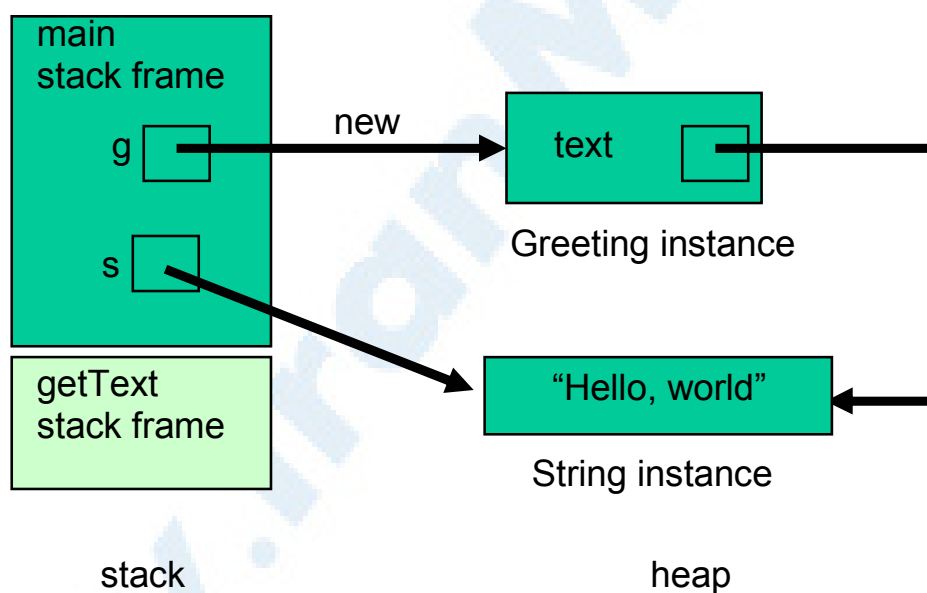 main
stack frame
g
new
text
Greeting instance
s
getText
stack frame
“Hello, world”
String instance
stack
heap